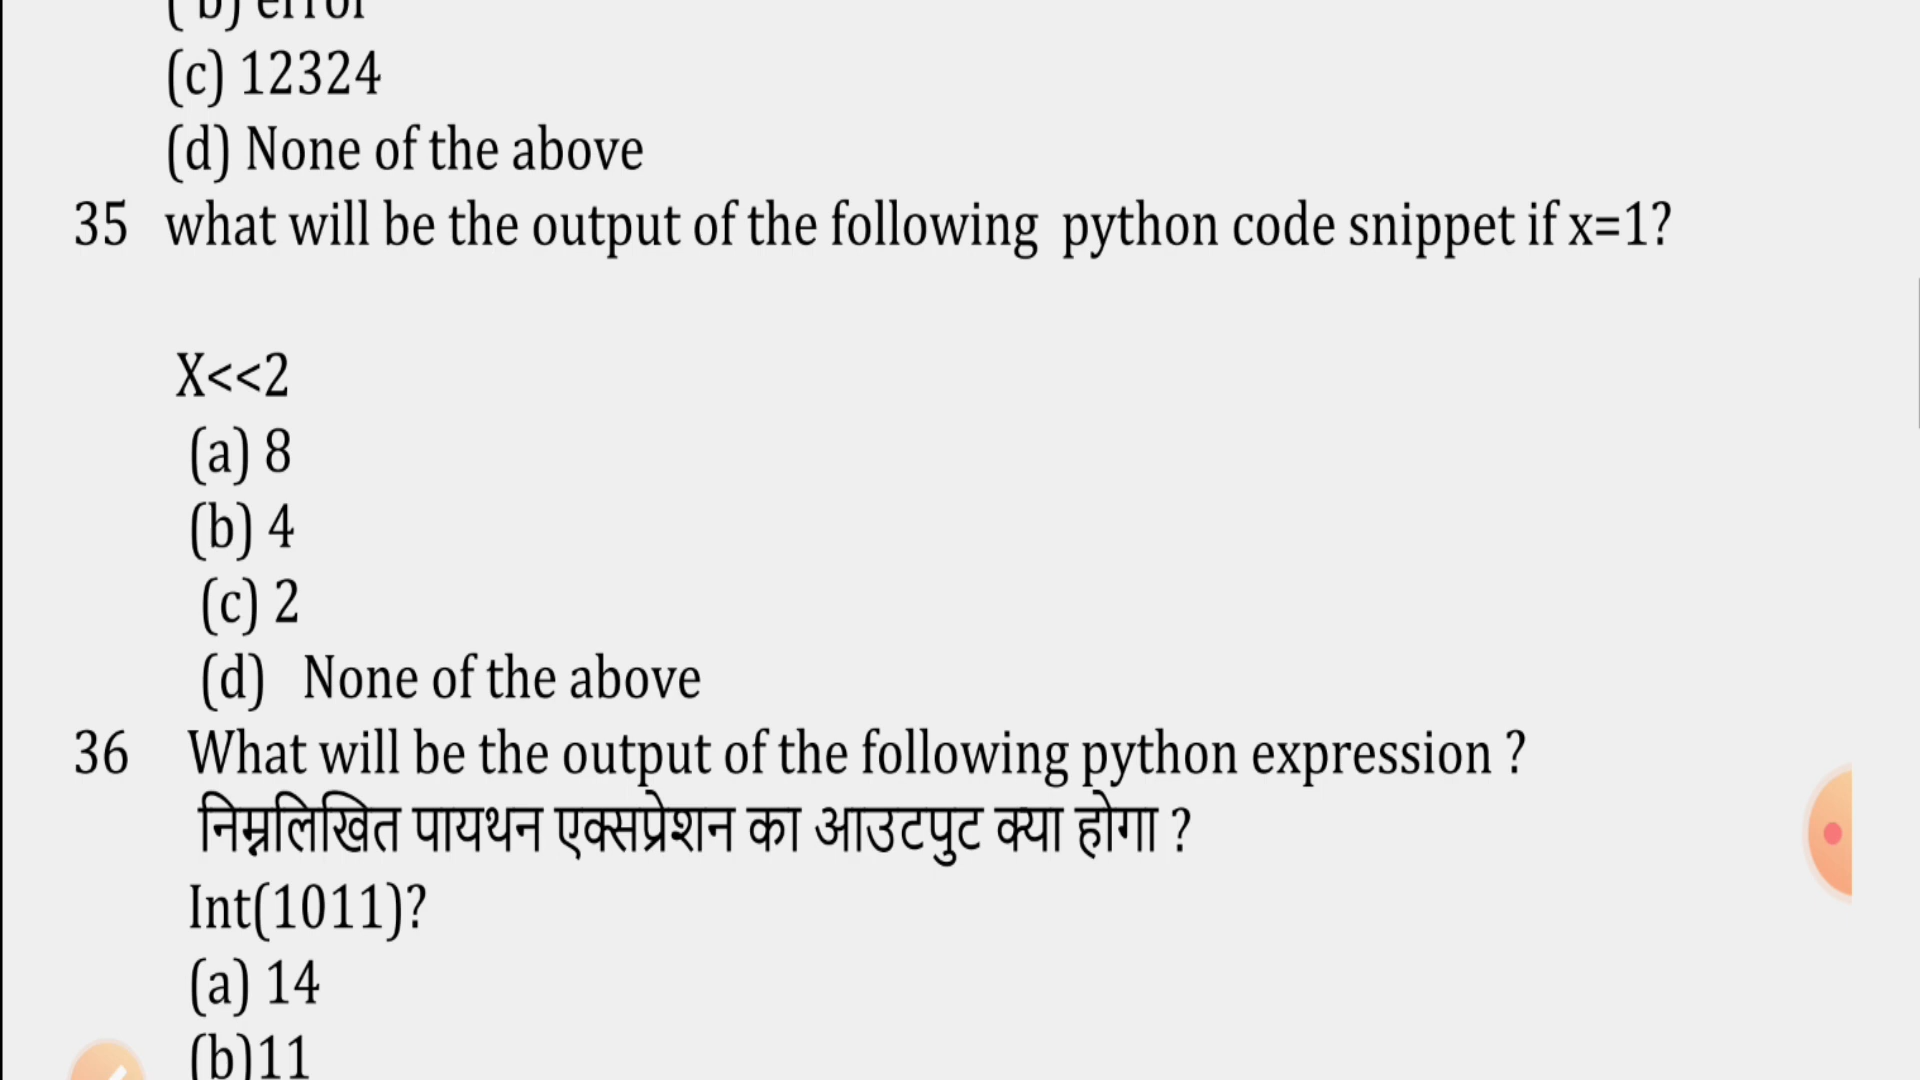 (b) error
(c) 12324
(d) None of the above
35 what will be the output of the following python code snippet if x=1?
X<<2
(a) 8
(b) 4
(c) 2
(d) None of the above
36 What will be the output of the following python expression ?
निम्नलिखित पायथन एक्सप्रेशन का आउटपुट क्या होगा ?
Int(1011)?
(a) 14
(b)11